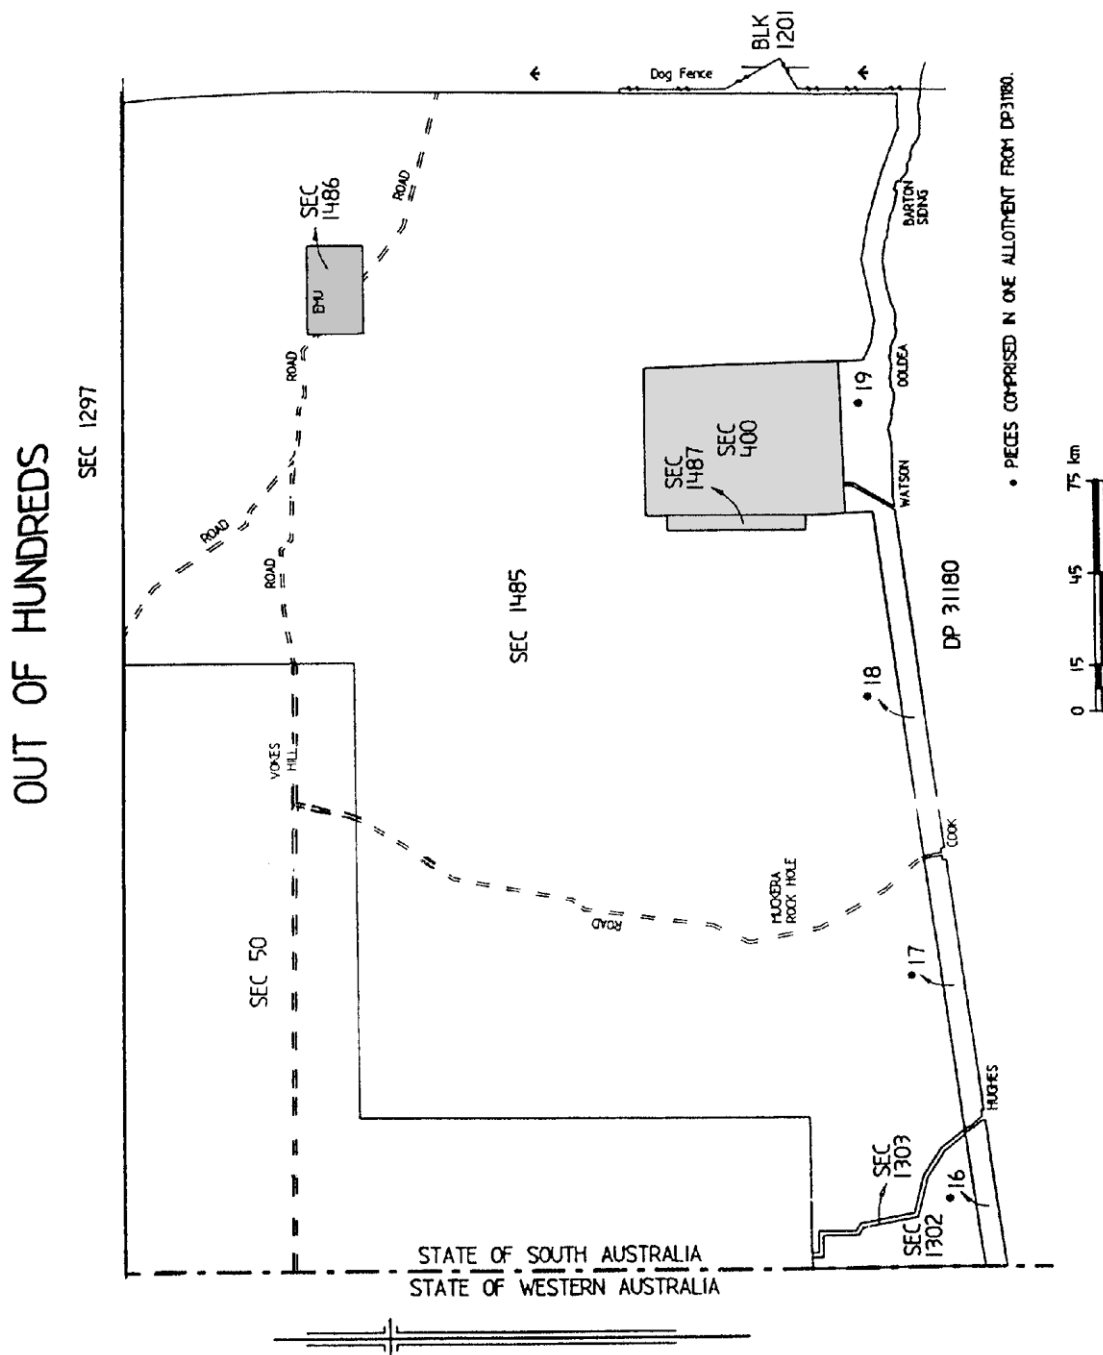 OUT OF HUNDREDS
SEC 1297
BLK
1201
Dog Fence
ROAD
SEC
1486
EMU
ROAD
ROAD
ROAD
BARTON
SIDING
OOLDEA
19
SEC
400
SEC
1487
WATSON
SEC 1485
DP 31180
18
VOKES
HILL
COOK
MUCKERA
ROCK HOLE
ROAD
SEC 50
17
HUGHES
SEC
1303
16
SEC
1302
STATE OF SOUTH AUSTRALIA
STATE OF WESTERN AUSTRALIA
• PIECES COMPRISED IN ONE ALLOTMENT FROM DP31180.
0 15 45 75 km